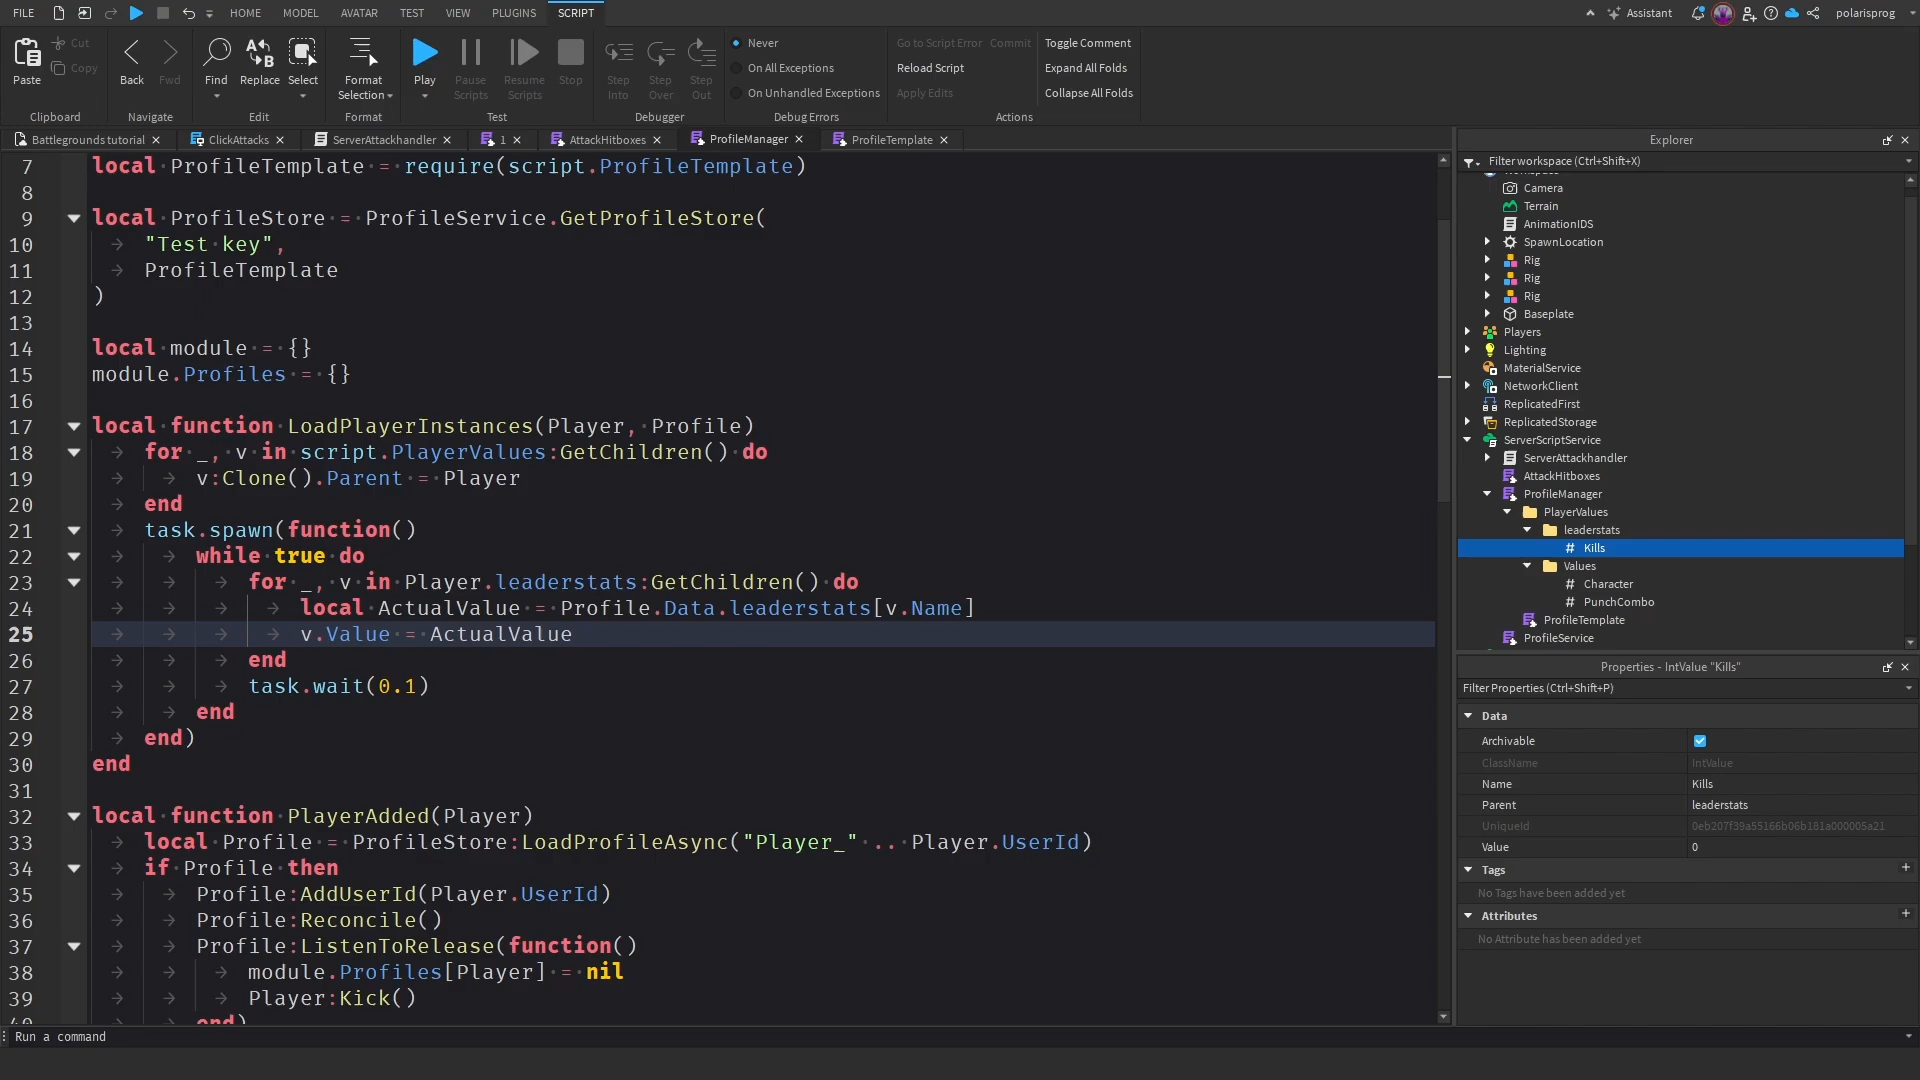 FILE HOME MODEL AVATAR TEST VIEW PLUGINS SCRIPT Assistant polarisprog
Paste Cut Copy Back Fwd Find Replace Select Format Selection Play Pause Scripts Resume Scripts Stop Step Into Step Over Step Out
Never
On All Exceptions
On Unhandled Exceptions
Go to Script Error Commit
Reload Script
Apply Edits
Toggle Comment
Expand All Folds
Collapse All Folds
Clipboard Navigate Edit Format Test Debugger Debug Errors Actions
Battlegrounds tutorial ClickAttacks ServerAttackhandler 1 AttackHitboxes ProfileManager ProfileTemplate
7 local ProfileTemplate = require(script.ProfileTemplate)
8
9 local ProfileStore = ProfileService.GetProfileStore(
10 "Test key",
11 ProfileTemplate
12 )
13
14 local module = {}
15 module.Profiles = {}
16
17 local function LoadPlayerInstances(Player, Profile)
18 for _, v in script.PlayerValues:GetChildren() do
19 v:Clone().Parent = Player
20 end
21 task.spawn(function()
22 while true do
23 for _, v in Player.leaderstats:GetChildren() do
24 local ActualValue = Profile.Data.leaderstats[v.Name]
25 v.Value = ActualValue
26 end
27 task.wait(0.1)
28 end
29 end)
30 end
31
32 local function PlayerAdded(Player)
33 local Profile = ProfileStore:LoadProfileAsync("Player_" .. Player.UserId)
34 if Profile then
35 Profile:AddUserId(Player.UserId)
36 Profile:Reconcile()
37 Profile:ListenToRelease(function()
38 module.Profiles[Player] = nil
39 Player:Kick()
40 end)
Run a command
Explorer
Filter workspace (Ctrl+Shift+X)
Workspace
Camera
Terrain
AnimationIDS
SpawnLocation
Rig
Rig
Rig
Baseplate
Players
Lighting
MaterialService
NetworkClient
ReplicatedFirst
ReplicatedStorage
ServerScriptService
ServerAttackhandler
AttackHitboxes
ProfileManager
PlayerValues
leaderstats
# Kills
Values
# Character
# PunchCombo
ProfileTemplate
ProfileService
Properties - IntValue "Kills"
Filter Properties (Ctrl+Shift+P)
Data
Archivable
ClassName IntValue
Name Kills
Parent leaderstats
UniqueId 0eb207f39a55166b06b181a000005a21
Value 0
Tags
No Tags have been added yet
Attributes
No Attribute has been added yet